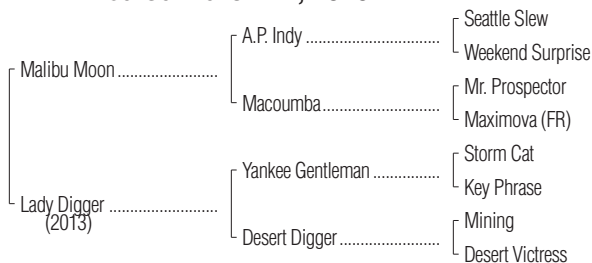 Malibu Moon
A.P. Indy
Seattle Slew
Weekend Surprise
Macoumba
Mr. Prospector
Maximova (FR)
Lady Digger
(2013)
Yankee Gentleman
Storm Cat
Key Phrase
Desert Digger
Mining
Desert Victress